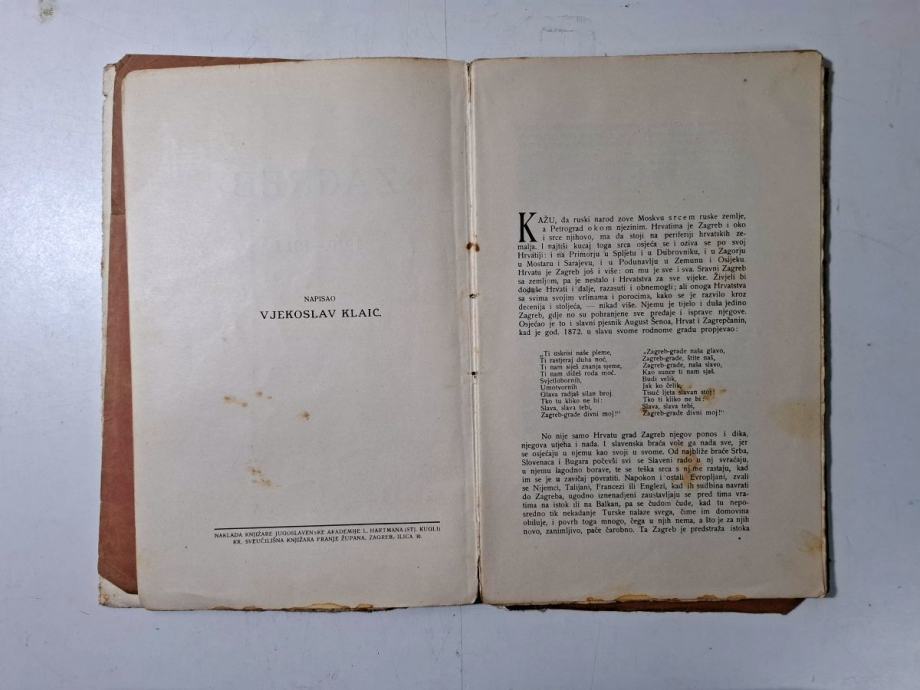 NAPISAO
VJEKOSLAV KLAIĆ.
NAKLADA KNJIŽARE JUGOSLAVENSKE AKADEMIJE L. HARTMANA (STJ. KUGLI)
KR. SVEUČILIŠNA KNJIŽARA FRANJE ŽUPANA, ZAGREB, ILICA
KAŽU, da ruski narod zove Moskvu srcem ruske zemlje,
a Petrograd okom njezinim. Hrvatima je Zagreb i oko
i srce njihovo, ma da stoji na periferiji hrvatskih ze-
malja. I najtiši kucaj toga srca osjeća se i oživa se po svoj
Hrvatiji: i na Primorju u Spljetu i u Dubrovniku, i u Zagorju
u Mostaru i Sarajevu, i u Podunavlju u Zemunu i Osijeku.
Hrvatu je Zagreb još i više: on mu je sve i sva. Sravni Zagreb
sa zemljom, pa je nestalo i Hrvatstva za sve vijeke. Živjeli bi
doduše Hrvati i dalje, razasuti i obnemogli; ali onoga Hrvatstva
sa svima svojim vrlinama i porocima, kako se je razvilo kroz
decenija i stoljeća, — nikad više. Njemu je tijelo i duša jedino
Zagreb, gdje no su pohranjene sve predaje i isprave njegove.
Osjećao je to i slavni pjesnik August Šenoa, Hrvat i Zagrepčanin,
kad je god. 1872. u slavu svome rodnome gradu propjevao:
„Ti uskrisi naše pleme,
Ti rastjeraj duha noć,
Ti nam siješ znanja sjeme,
Ti nam dižeš roda moć.
Svjetlobornih,
Umotvornih
Glava radjaš silan broj.
Tko tu kliko ne bi:
Slava, slava tebi,
Zagreb-grade divni moj!“
„Zagreb-grade naša glavo,
Zagreb-grade, štite naš,
Zagreb-grade, naša slavo,
Kao sunce ti nam sjaš.
Budi velik,
Jak ko čelik,
Tisuć ljeta slavan stoj!
Tko ti kliko ne bi:
Slava, slava tebi,
Zagreb-grade divni moj!“
No nije samo Hrvatu grad Zagreb njegov ponos i dika,
njegova utjeha i nada. I slavenska braća vole ga nada sve, jer
se osjećaju u njemu kao svoji u svome. Od najbliže braće Srba,
Slovenaca i Bugara počevši svi se Slaveni rado u nj svraćaju,
u njemu lagodno borave, te se teška srca s njime rastaju, kad
im se je u zavičaj povratiti. Napokon i ostali Evropljani, zvali
se Nijemci, Talijani, Francezi ili Englezi, kad ih sudbina navrati
do Zagreba, ugodno iznenadjeni zaustavljaju se pred tima vra-
tima na istok ili na Balkan, pa se čudom čude, kad tu nepo-
sredno tik nekadanje Turske nalaze svega, čime im domovina
obiluje, i povrh toga mnogo, čega u njih nema, a što je za njih
novo, zanimljivo, pače čarobno. Ta Zagreb je predstraža istoka